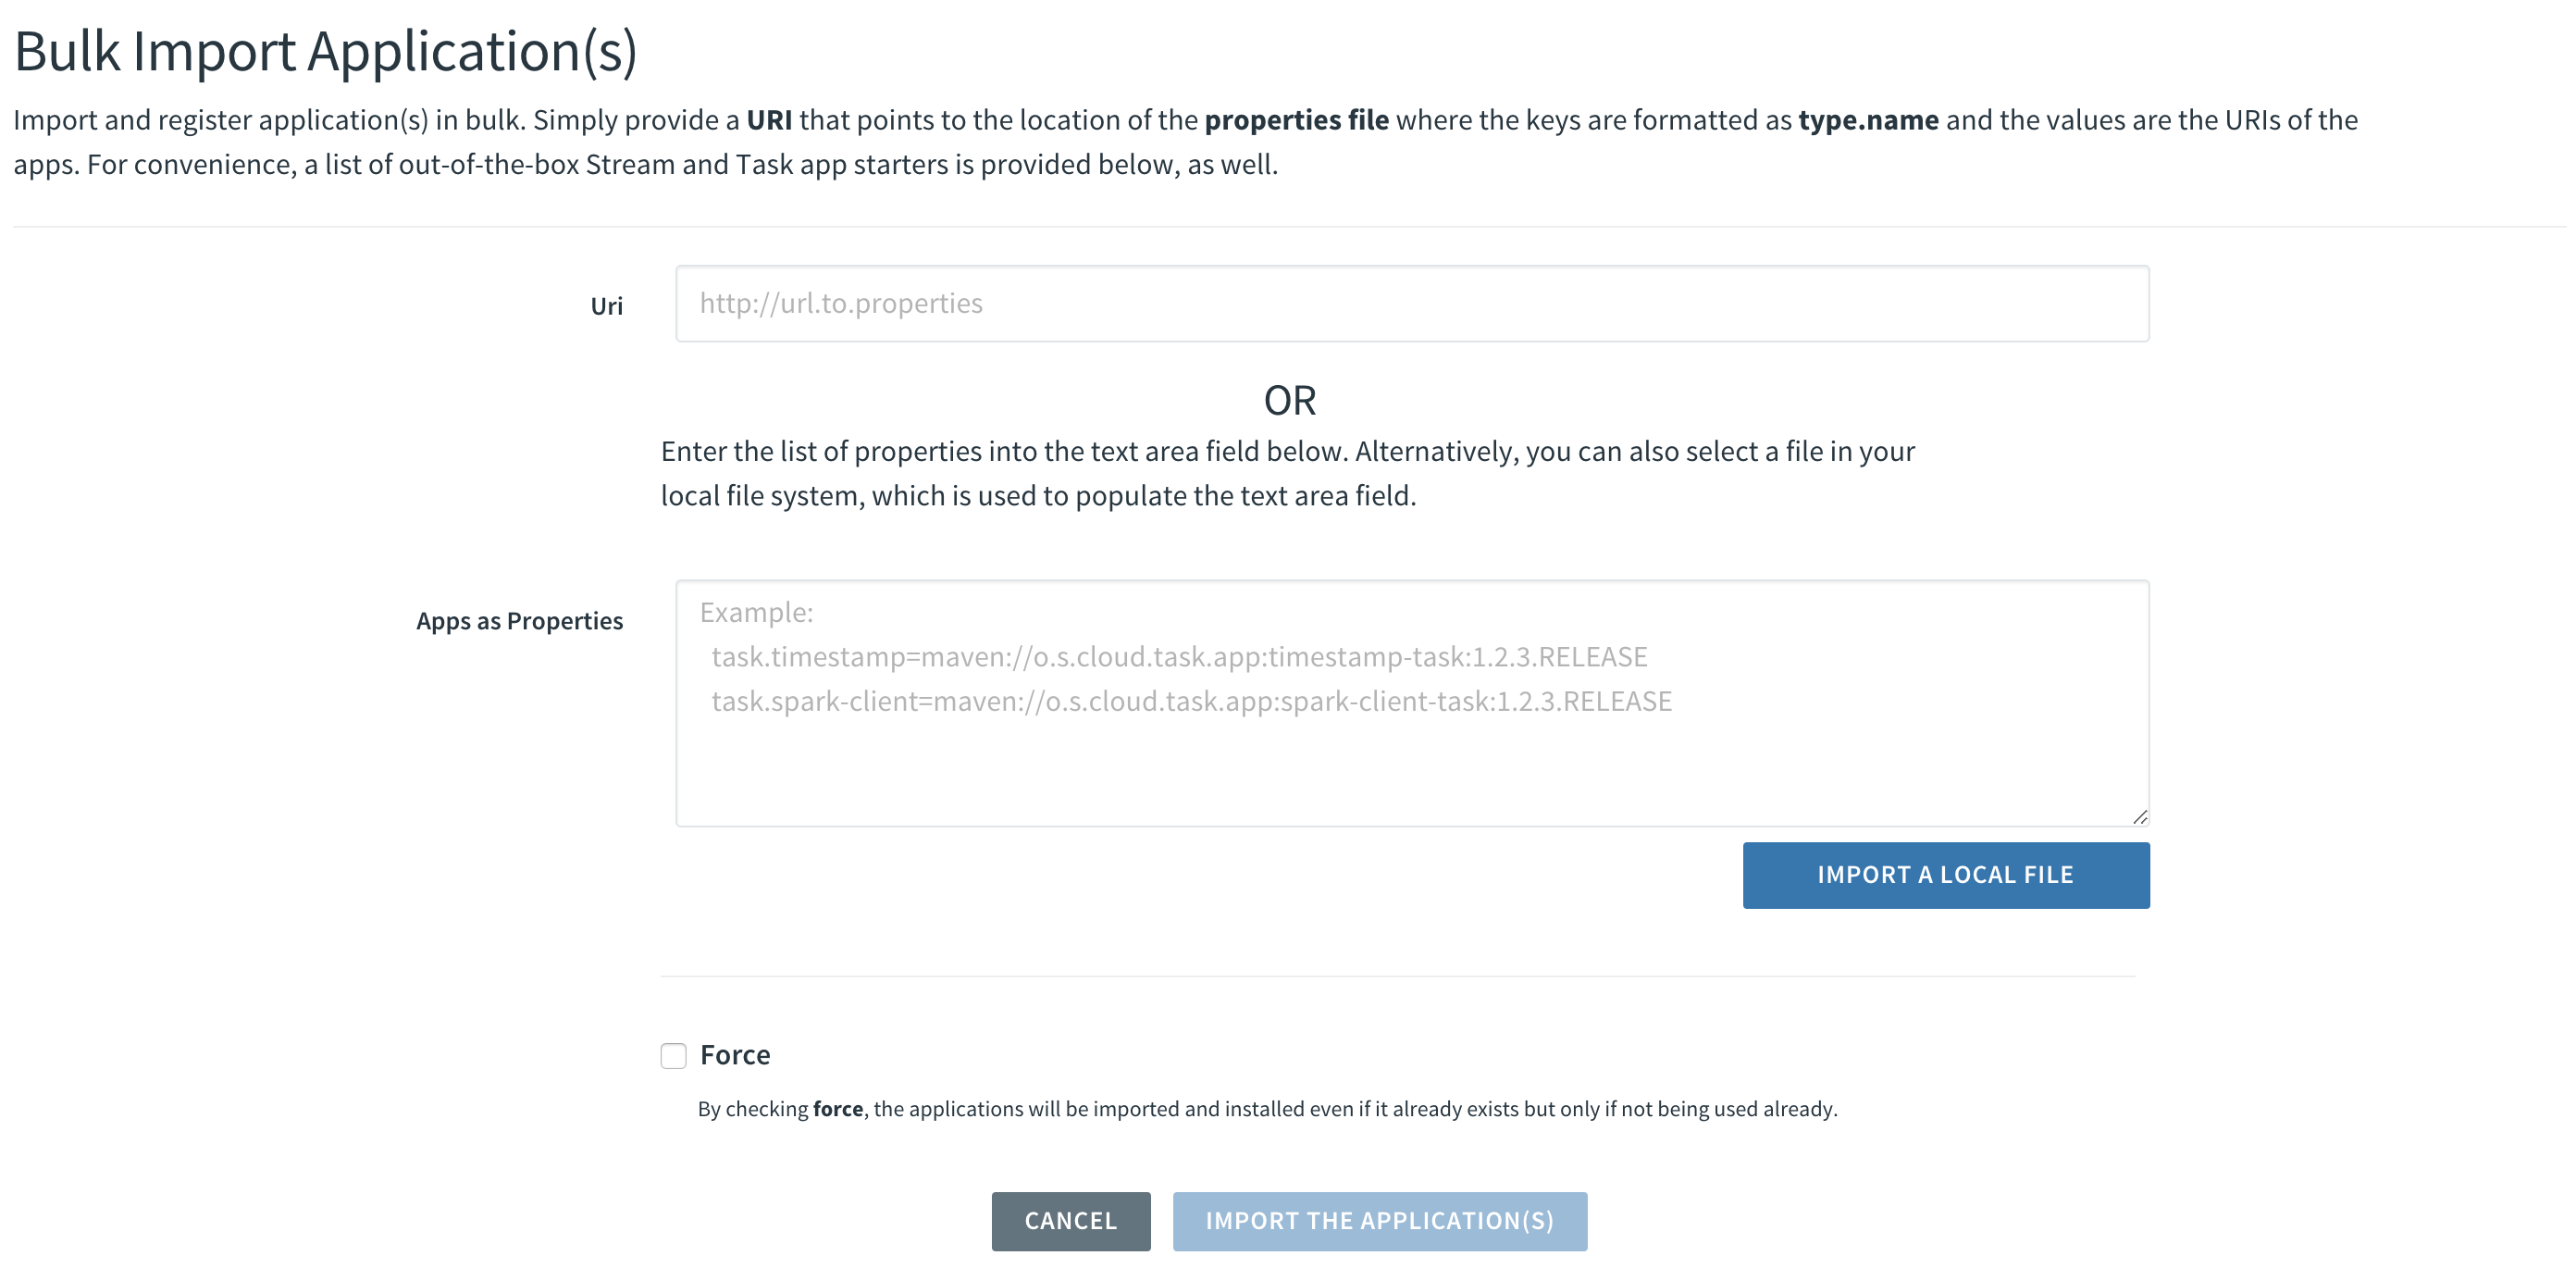 Bulk Import Application(s)
Import and register application(s) in bulk. Simply provide a URI that points to the location of the properties file where the keys are formatted as type.name and the values are the URIs of the
apps. For convenience, a list of out-of-the-box Stream and Task app starters is provided below, as well.
Uri
http://url.to.properties
OR
Enter the list of properties into the text area field below. Alternatively, you can also select a file in your
local file system, which is used to populate the text area field.
Apps as Properties
Example:
task.timestamp=maven://o.s.cloud.task.app:timestamp-task:1.2.3.RELEASE
task.spark-client=maven://o.s.cloud.task.app:spark-client-task:1.2.3.RELEASE
IMPORT A LOCAL FILE
Force
By checking force, the applications will be imported and installed even if it already exists but only if not being used already.
CANCEL
IMPORT THE APPLICATION(S)